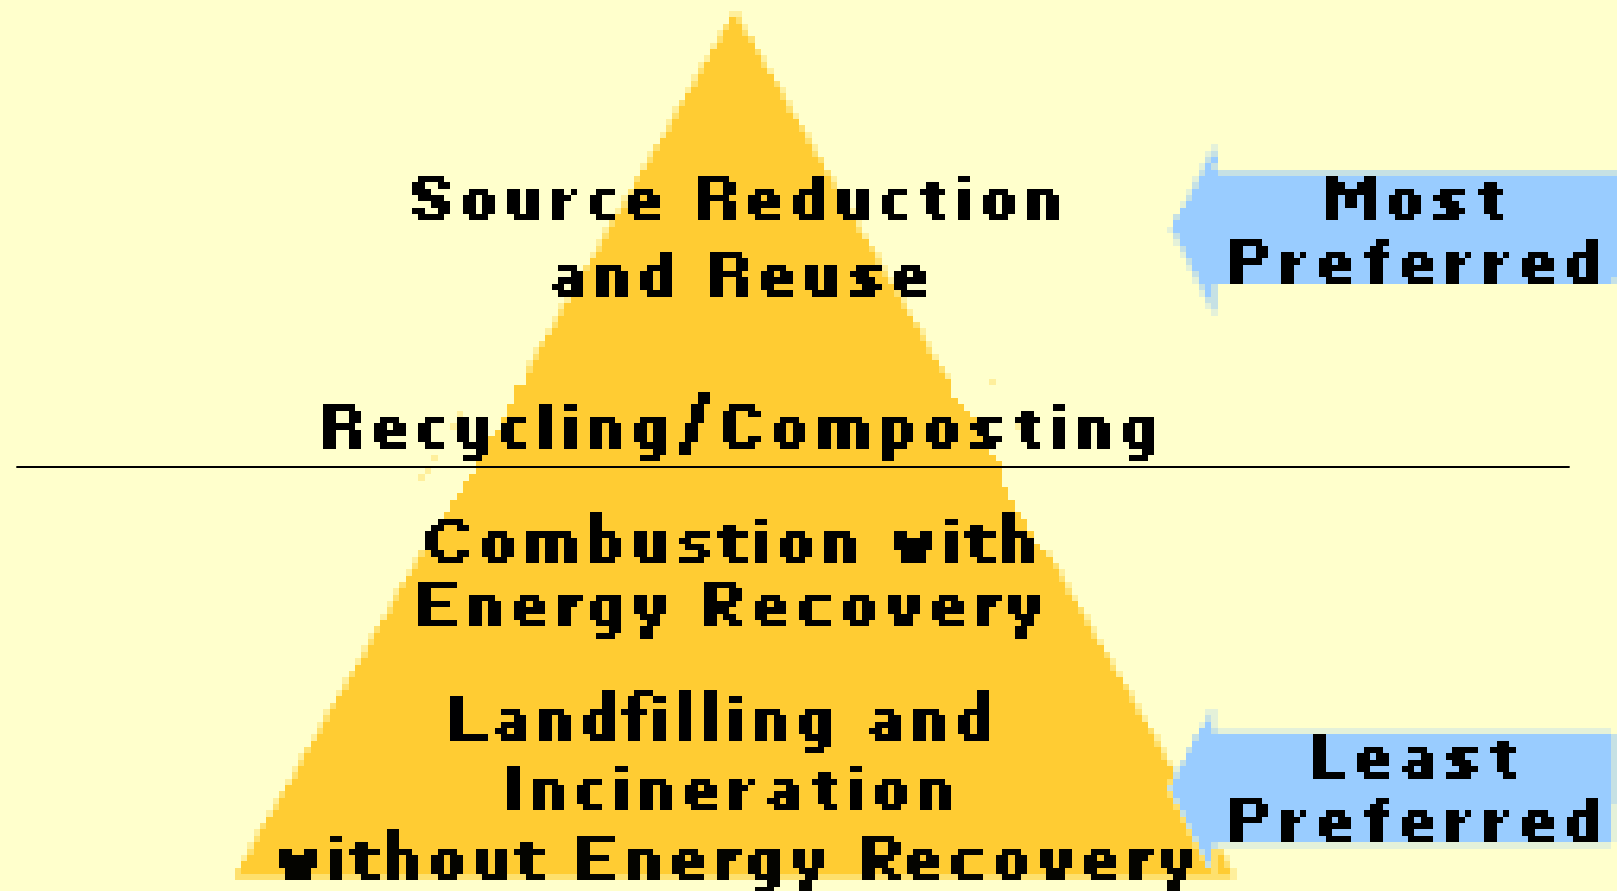 Source Reduction
and Reuse
Most
Preferred
Recycling/Composting
Combustion with
Energy Recovery
Landfilling and
Incineration
without Energy Recovery
Least
Preferred